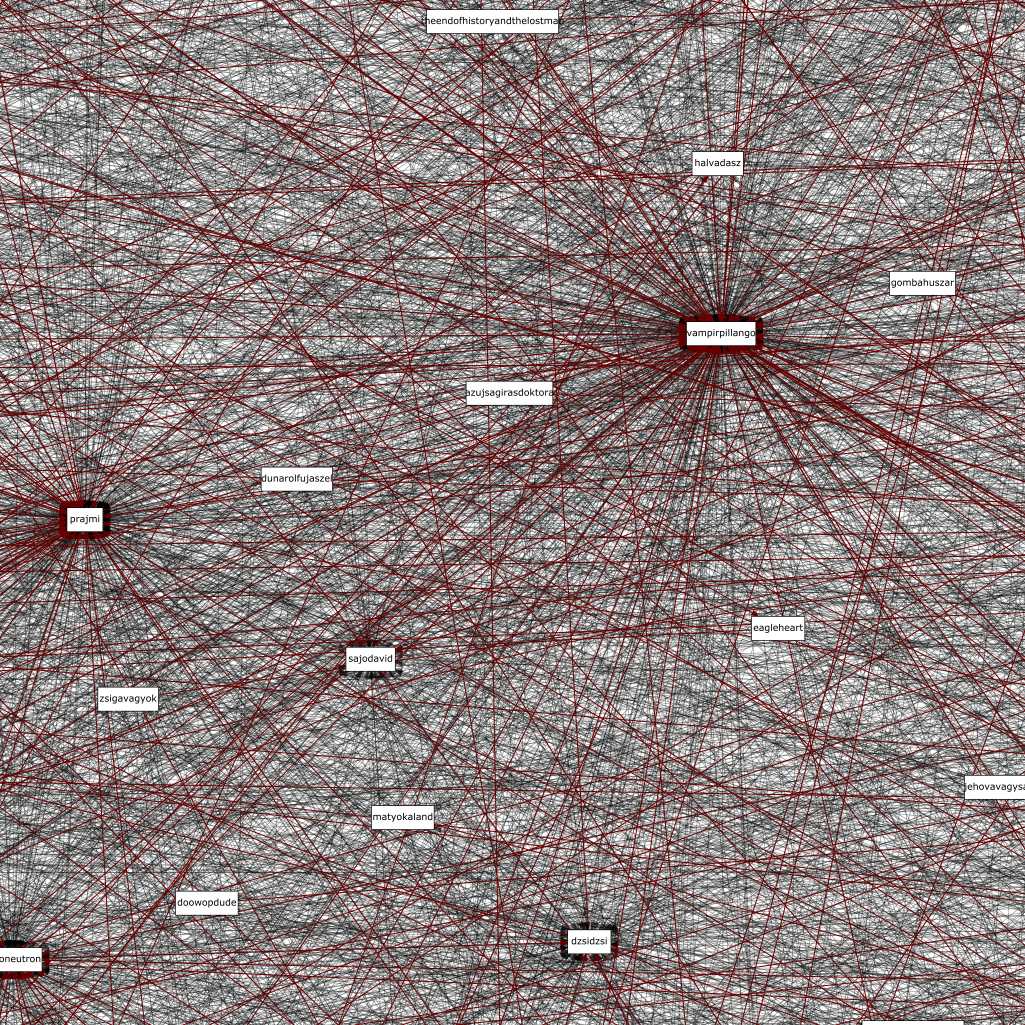 heendofhistoryandthelostma
halvadasz
gombahuszar
vampirpillango
azujsagirasdoktora
dunarolfujaszel
prajmi
eagleheart
sajodavid
zsigavagyok
ehovavagysa
matyokaland
doowopdude
dzsidzsi
oneutron